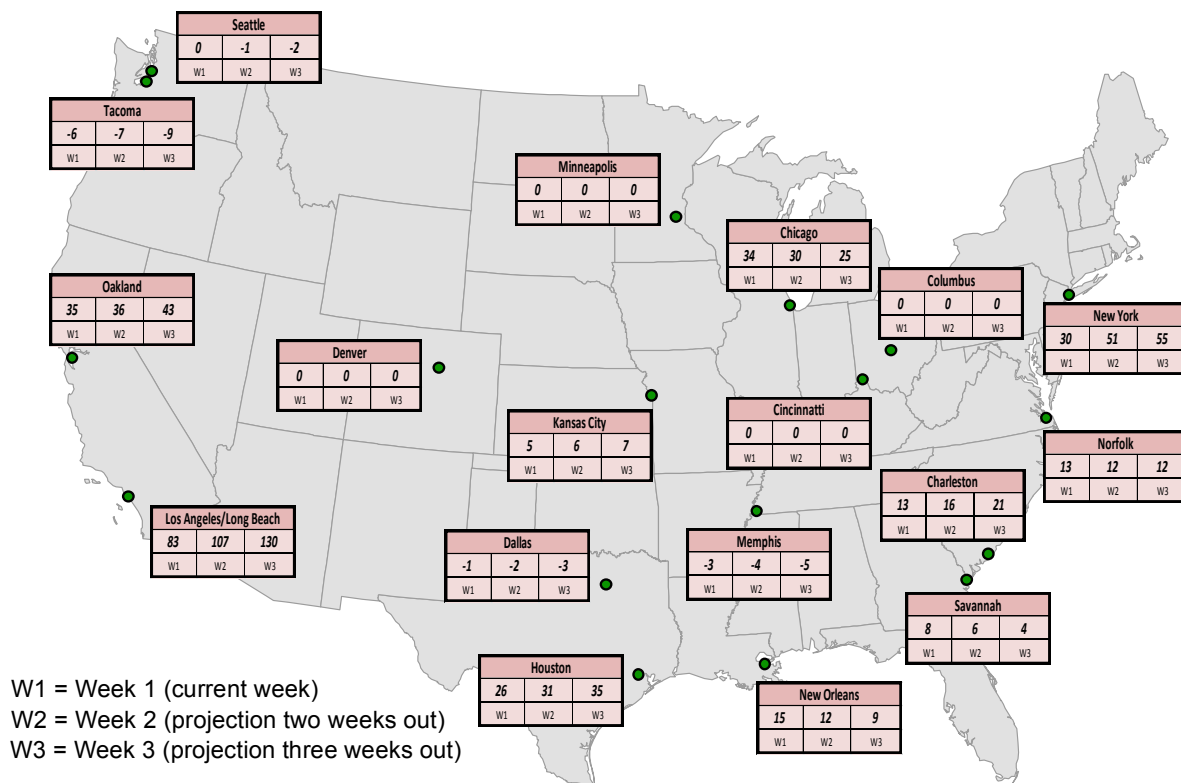 Seattle
0 -1 -2
W1 W2 W3
Tacoma
-6 -7 -9
W1 W2 W3
Minneapolis
0 0 0
W1 W2 W3
Chicago
34 30 25
W1 W2 W3
Columbus
0 0 0
W1 W2 W3
Oakland
35 36 43
W1 W2 W3
New York
30 51 55
W1 W2 W3
Denver
0 0 0
W1 W2 W3
Kansas City
5 6 7
W1 W2 W3
Cincinnatti
0 0 0
W1 W2 W3
Norfolk
13 12 12
W1 W2 W3
Charleston
13 16 21
W1 W2 W3
Los Angeles/Long Beach
83 107 130
W1 W2 W3
Dallas
-1 -2 -3
W1 W2 W3
Memphis
-3 -4 -5
W1 W2 W3
Savannah
8 6 4
W1 W2 W3
Houston
26 31 35
W1 W2 W3
New Orleans
15 12 9
W1 W2 W3
W1 = Week 1 (current week)
W2 = Week 2 (projection two weeks out)
W3 = Week 3 (projection three weeks out)